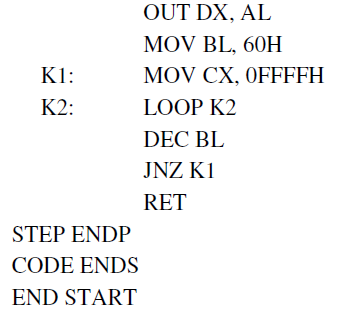 OUT DX, AL
MOV BL, 60H
K1: MOV CX, 0FFFFH
K2: LOOP K2
DEC BL
JNZ K1
RET
STEP ENDP
CODE ENDS
END START